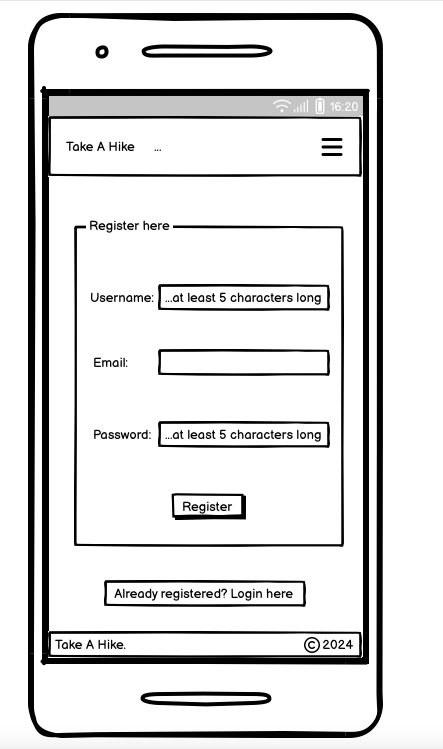 16:20
Take A Hike ...
Register here
Username: ...at least 5 characters long
Email:
Password: ...at least 5 characters long
Register
Already registered? Login here
Take A Hike. © 2024